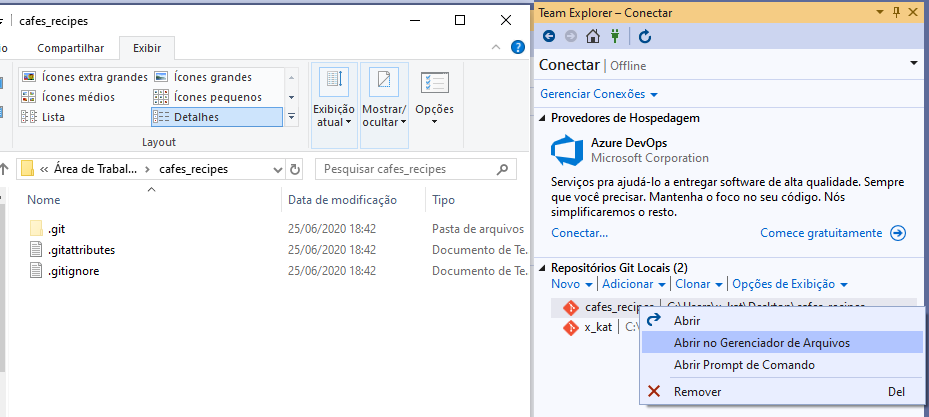 cafes_recipes
Compartilhar
Exibir
Ícones extra grandes
Ícones grandes
Ícones médios
Ícones pequenos
Lista
Detalhes
Layout
Exibição
atual
Mostrar/
ocultar
Opções
« Área de Trabal... > cafes_recipes
Pesquisar cafes_recipes
Nome
Data de modificação
Tipo
.git
25/06/2020 18:42
Pasta de arquivos
.gitattributes
25/06/2020 18:42
Documento de Te.
.gitignore
25/06/2020 18:42
Documento de Te.
Team Explorer – Conectar
Conectar | Offline
Gerenciar Conexões
Provedores de Hospedagem
Azure DevOps
Microsoft Corporation
Serviços pra ajudá-lo a entregar software de alta qualidade. Sempre
que você precisar. Mantenha o foco no seu código. Nós
simplificaremos o resto.
Conectar...
Comece gratuitamente
Repositórios Git Locais (2)
Novo | Adicionar | Clonar | Opções de Exibição
cafes_recipes | C:\Users\x_kat\Desktop\cafes_recipes
x_kat | C:\
Abrir
Abrir no Gerenciador de Arquivos
Abrir Prompt de Comando
Remover
Del